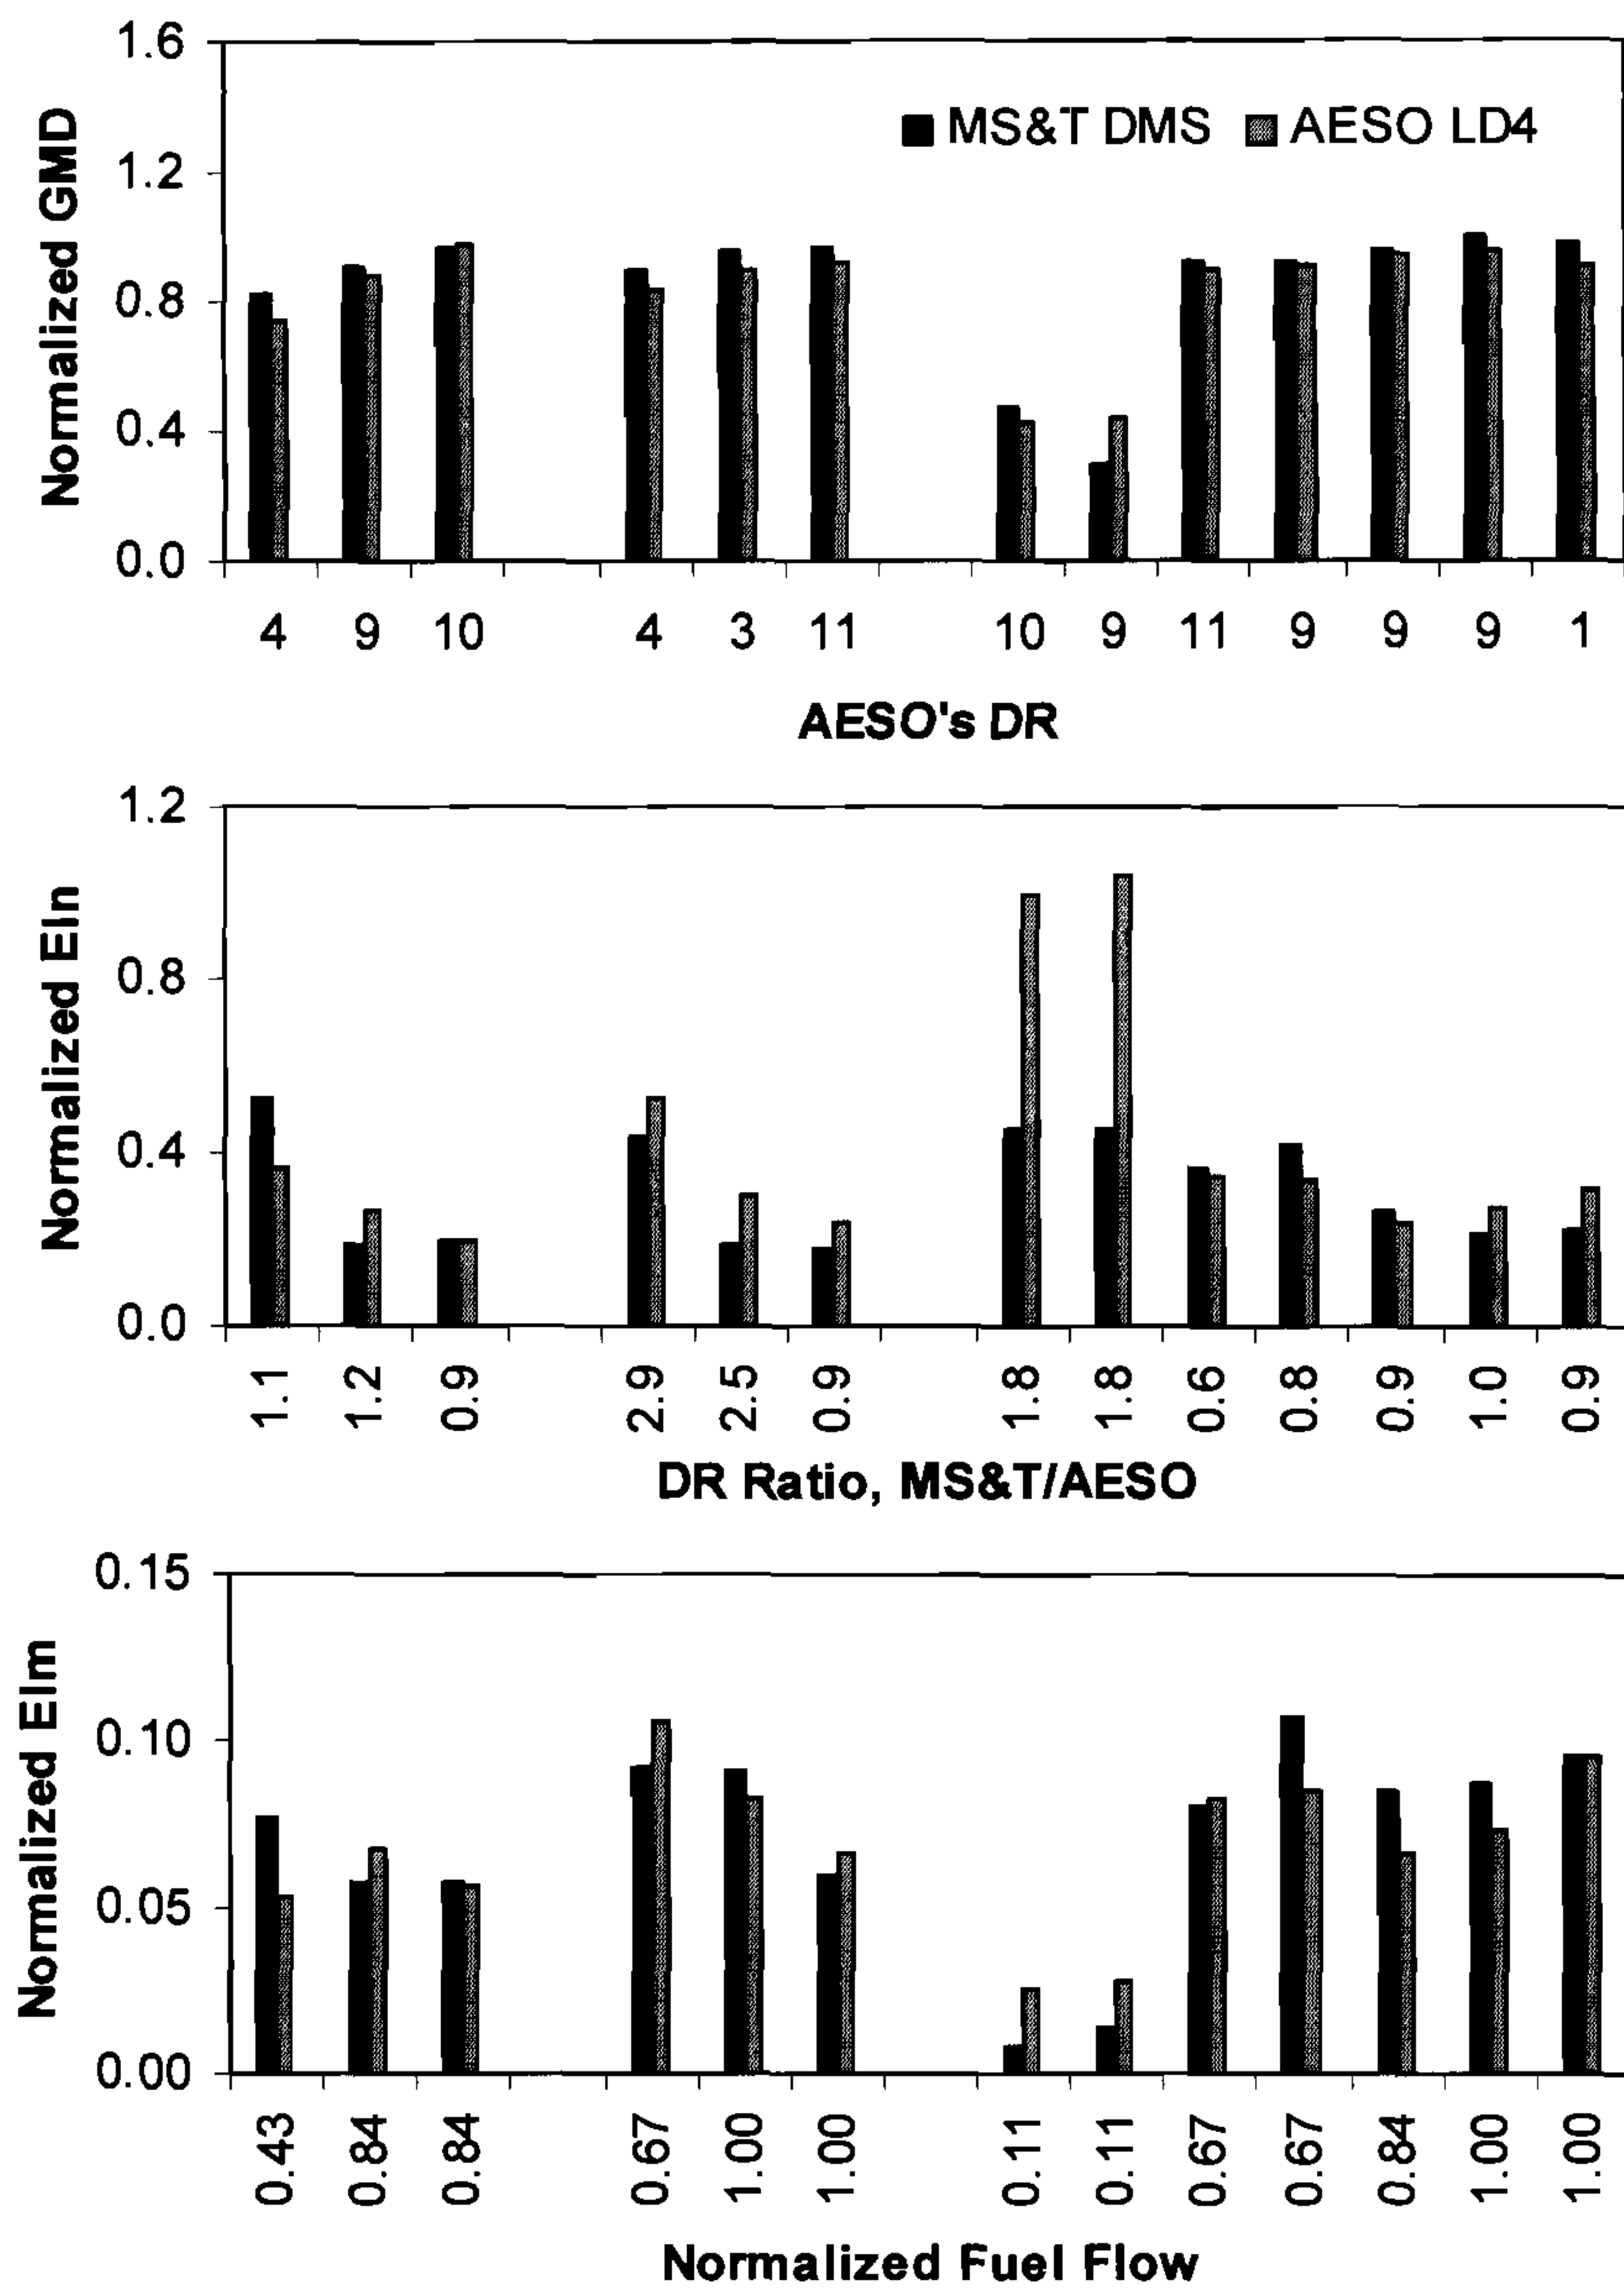 1.6
1.2
0.8
0.4
0.0
Normalized GMD
MS&T DMS AESO LD4
4 9 10 4 3 11 10 9 11 9 9 9 1
AESO's DR
1.2
0.8
0.4
0.0
Normalized EIn
1.1 1.2 0.9 2.9 2.5 0.9 1.8 1.8 0.6 0.8 0.9 1.0 0.9
DR Ratio, MS&T/AESO
0.15
0.10
0.05
0.00
Normalized EIm
0.43 0.84 0.84 0.67 1.00 1.00 0.11 0.11 0.67 0.67 0.84 1.00 1.00
Normalized Fuel Flow